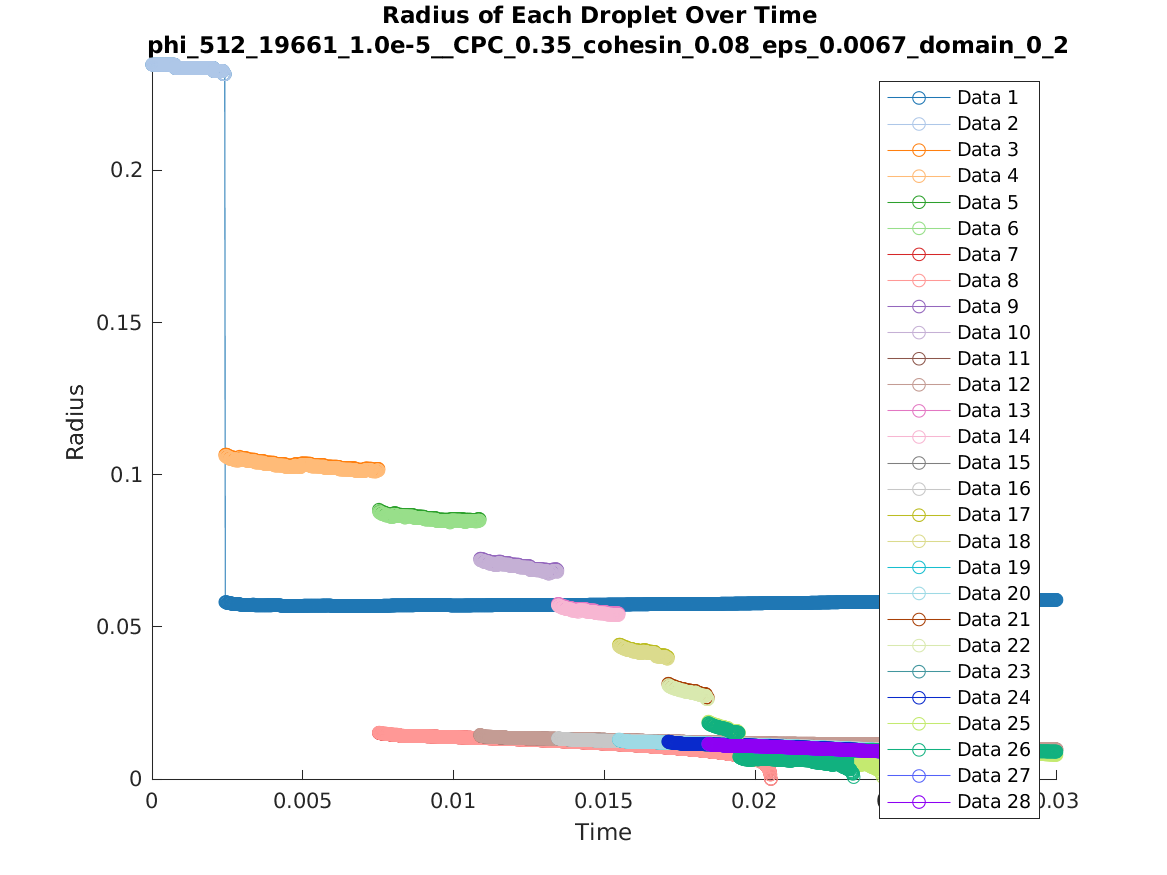 Radius of Each Droplet Over Time
phi_512_19661_1.0e-5__CPC_0.35_cohesin_0.08_eps_0.0067_domain_0_2
0.2
0.15
0.1
0.05
0
Radius
0
0.005
0.01
0.015
0.02
0.03
Time
Data 1
Data 2
Data 3
Data 4
Data 5
Data 6
Data 7
Data 8
Data 9
Data 10
Data 11
Data 12
Data 13
Data 14
Data 15
Data 16
Data 17
Data 18
Data 19
Data 20
Data 21
Data 22
Data 23
Data 24
Data 25
Data 26
Data 27
Data 28